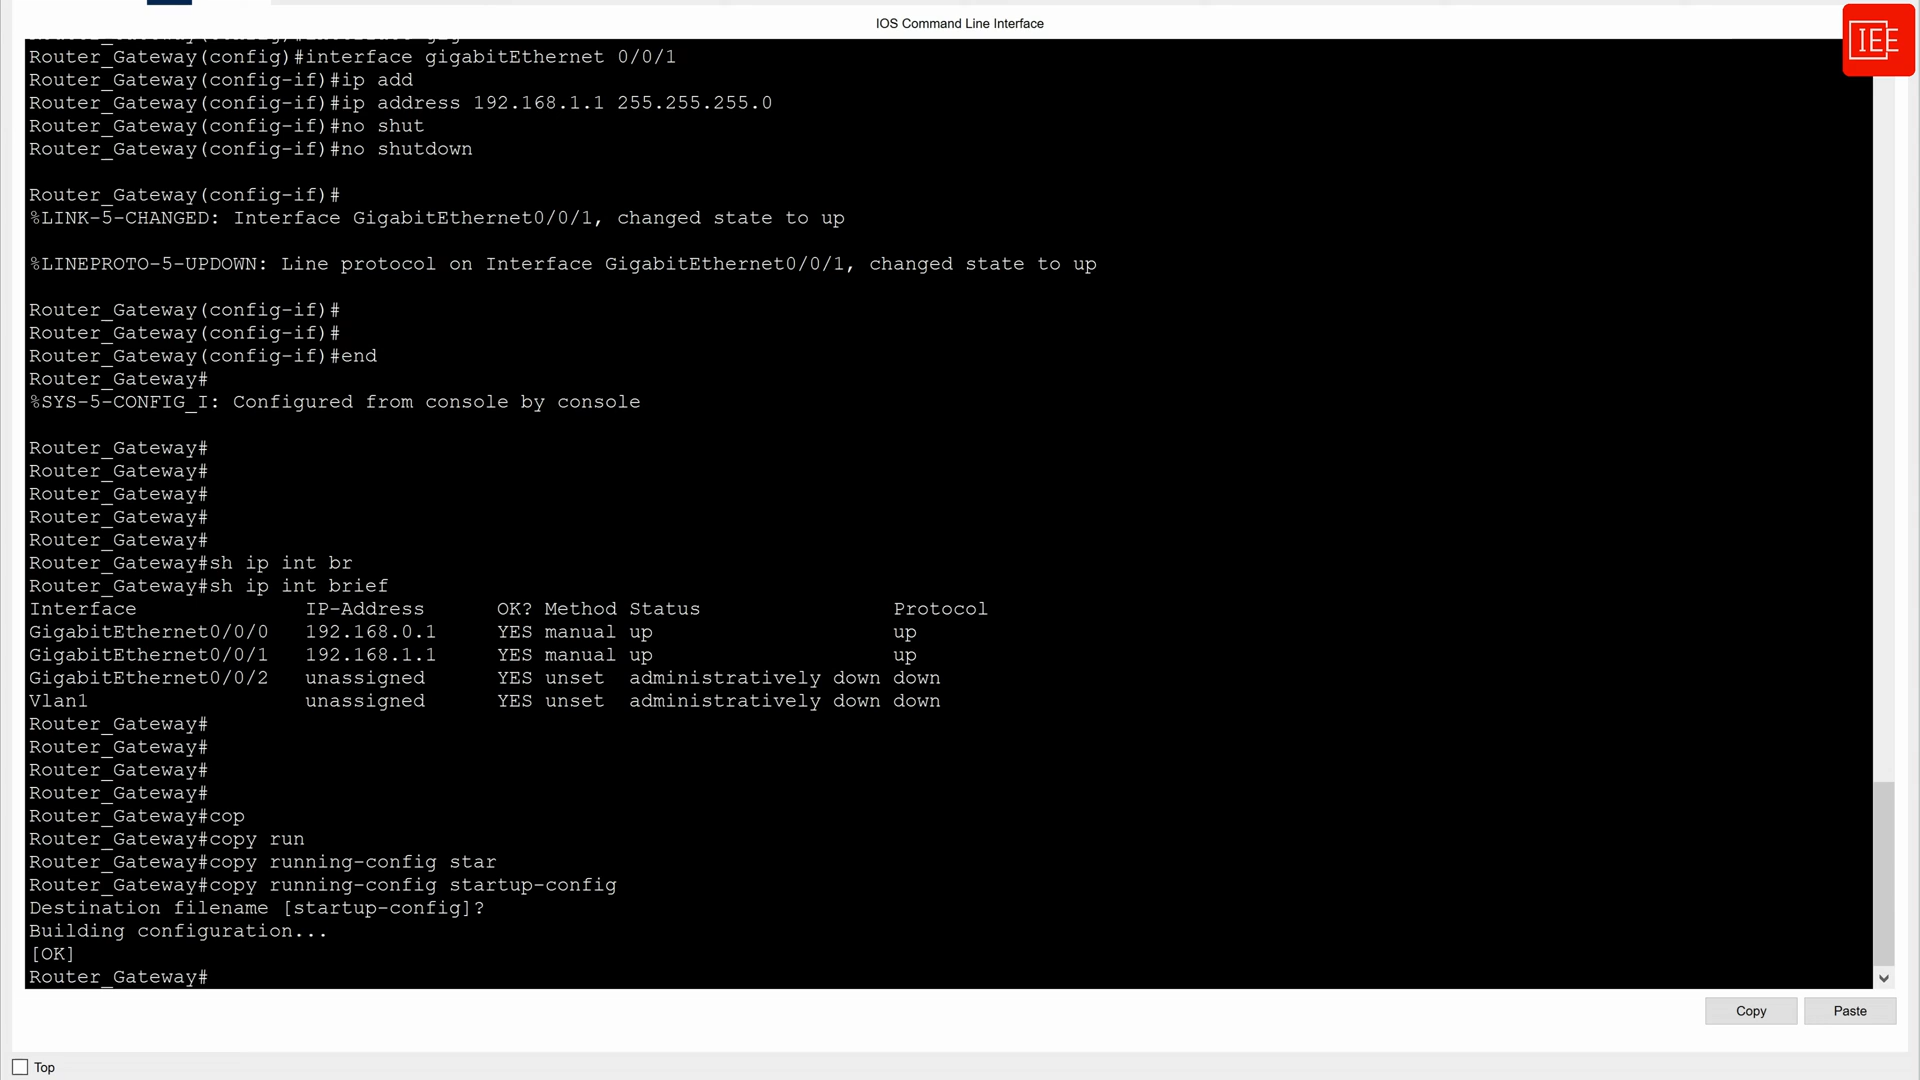 IOS Command Line Interface
IEE
Router_Gateway(config)#interface gigabitEthernet 0/0/1
Router_Gateway(config-if)#ip add
Router_Gateway(config-if)#ip address 192.168.1.1 255.255.255.0
Router_Gateway(config-if)#no shut
Router_Gateway(config-if)#no shutdown
Router_Gateway(config-if)#
%LINK-5-CHANGED: Interface GigabitEthernet0/0/1, changed state to up
%LINEPROTO-5-UPDOWN: Line protocol on Interface GigabitEthernet0/0/1, changed state to up
Router_Gateway(config-if)#
Router_Gateway(config-if)#
Router_Gateway(config-if)#end
Router_Gateway#
%SYS-5-CONFIG_I: Configured from console by console
Router_Gateway#
Router_Gateway#
Router_Gateway#
Router_Gateway#
Router_Gateway#
Router_Gateway#sh ip int br
Router_Gateway#sh ip int brief
Interface IP-Address OK? Method Status Protocol
GigabitEthernet0/0/0 192.168.0.1 YES manual up up
GigabitEthernet0/0/1 192.168.1.1 YES manual up up
GigabitEthernet0/0/2 unassigned YES unset administratively down down
Vlan1 unassigned YES unset administratively down down
Router_Gateway#
Router_Gateway#
Router_Gateway#
Router_Gateway#
Router_Gateway#cop
Router_Gateway#copy run
Router_Gateway#copy running-config star
Router_Gateway#copy running-config startup-config
Destination filename [startup-config]?
Building configuration...
[OK]
Router_Gateway#
Copy Paste
Top